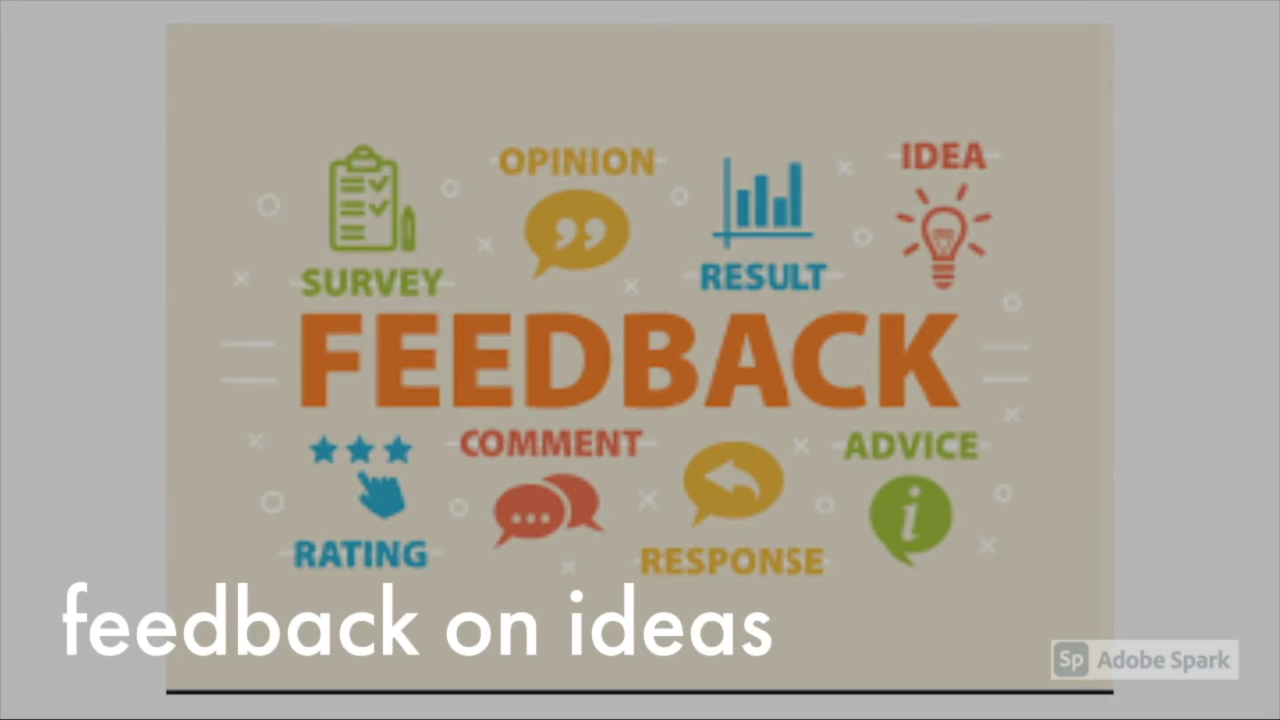 OPINION
IDEA
SURVEY
RESULT
FEEDBACK
COMMENT
ADVICE
i
RATING
RESPONSE
feedback on ideas
Sp Adobe Spark